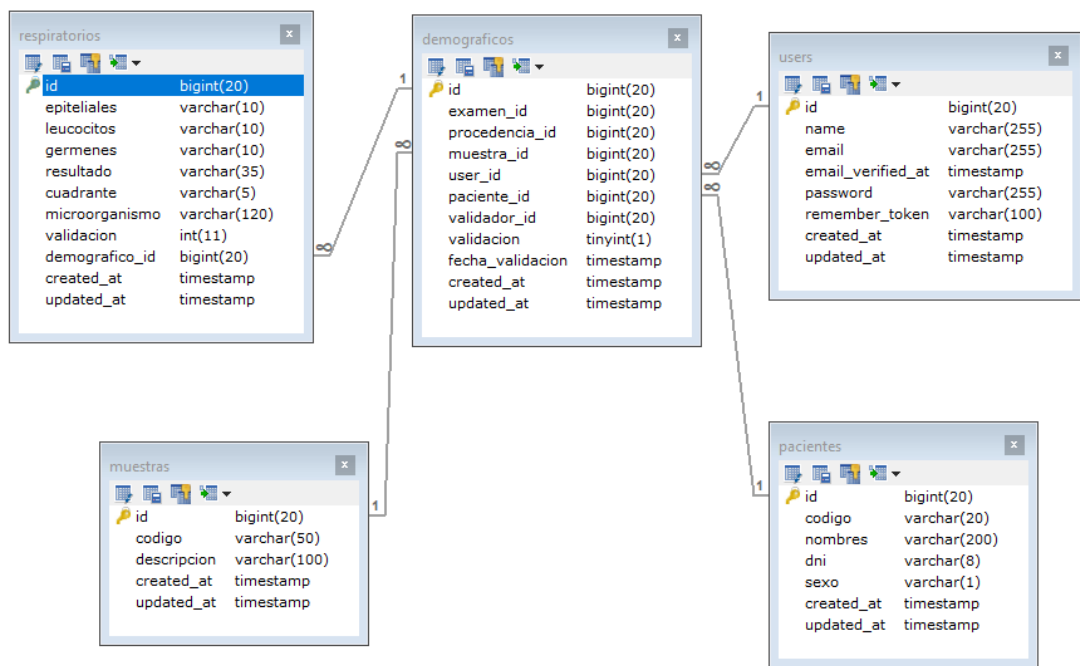 respiratorios
id bigint(20)
epiteliales varchar(10)
leucocitos varchar(10)
germenes varchar(10)
resultado varchar(35)
cuadrante varchar(5)
microorganismo varchar(120)
validacion int(11)
demografico_id bigint(20)
created_at timestamp
updated_at timestamp
1
∞
∞
demograficos
id bigint(20)
examen_id bigint(20)
procedencia_id bigint(20)
muestra_id bigint(20)
user_id bigint(20)
paciente_id bigint(20)
validador_id bigint(20)
validacion tinyint(1)
fecha_validacion timestamp
created_at timestamp
updated_at timestamp
1
∞
∞
users
id bigint(20)
name varchar(255)
email varchar(255)
email_verified_at timestamp
password varchar(255)
remember_token varchar(100)
created_at timestamp
updated_at timestamp
muestras
id bigint(20)
codigo varchar(50)
descripcion varchar(100)
created_at timestamp
updated_at timestamp
1
1
pacientes
id bigint(20)
codigo varchar(20)
nombres varchar(200)
dni varchar(8)
sexo varchar(1)
created_at timestamp
updated_at timestamp